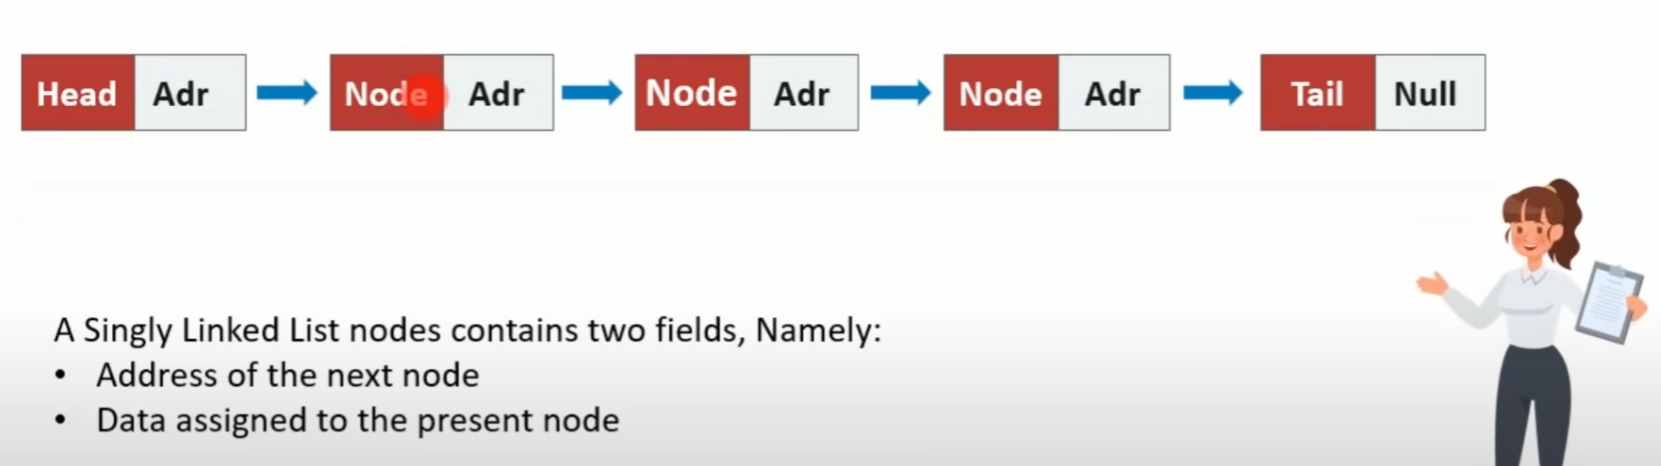 Head Adr Node Adr Node Adr Node Adr Tail Null
A Singly Linked List nodes contains two fields, Namely:
• Address of the next node
• Data assigned to the present node